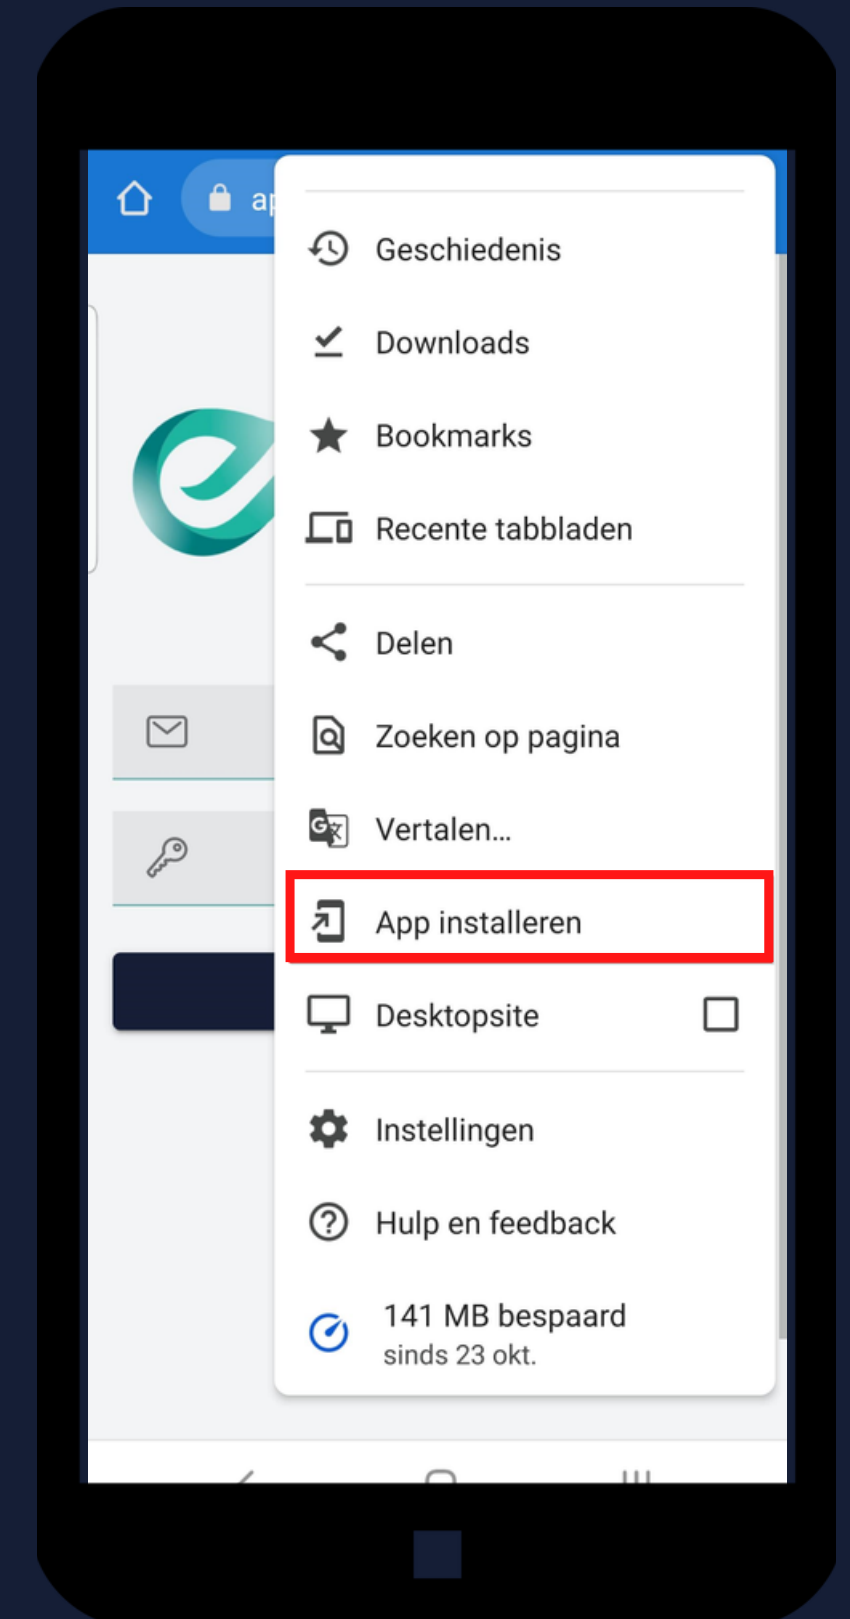 Geschiedenis
Downloads
Bookmarks
Recente tabbladen
Delen
Zoeken op pagina
Vertalen...
App installeren
Desktopsite
Instellingen
Hulp en feedback
141 MB bespaard
sinds 23 okt.